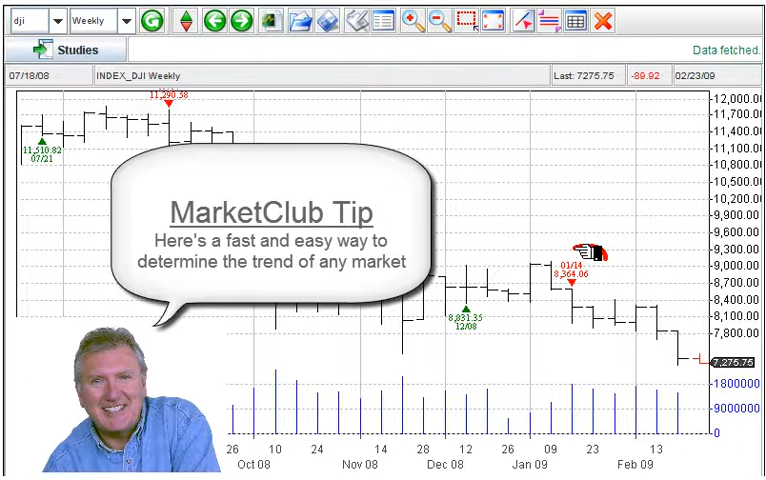 dji Weekly
Studies
Data fetched.
07/18/08 INDEX_DJI Weekly Last: 7275.75 -89.92 02/23/09
11,290.58
11,510.82
07/21
MarketClub Tip
Here's a fast and easy way to
determine the trend of any market
01/14
8,364.06
8,831.35
12/08
12,000.00
11,700.00
11,400.00
11,100.00
10,800.00
10,500.00
10,200.00
9,900.00
9,600.00
9,300.00
9,000.00
8,700.00
8,400.00
8,100.00
7,800.00
7,275.75
1800000
9000000
0
26 10 24 14 28 12 26 09 23 13
Oct 08 Nov 08 Dec 08 Jan 09 Feb 09